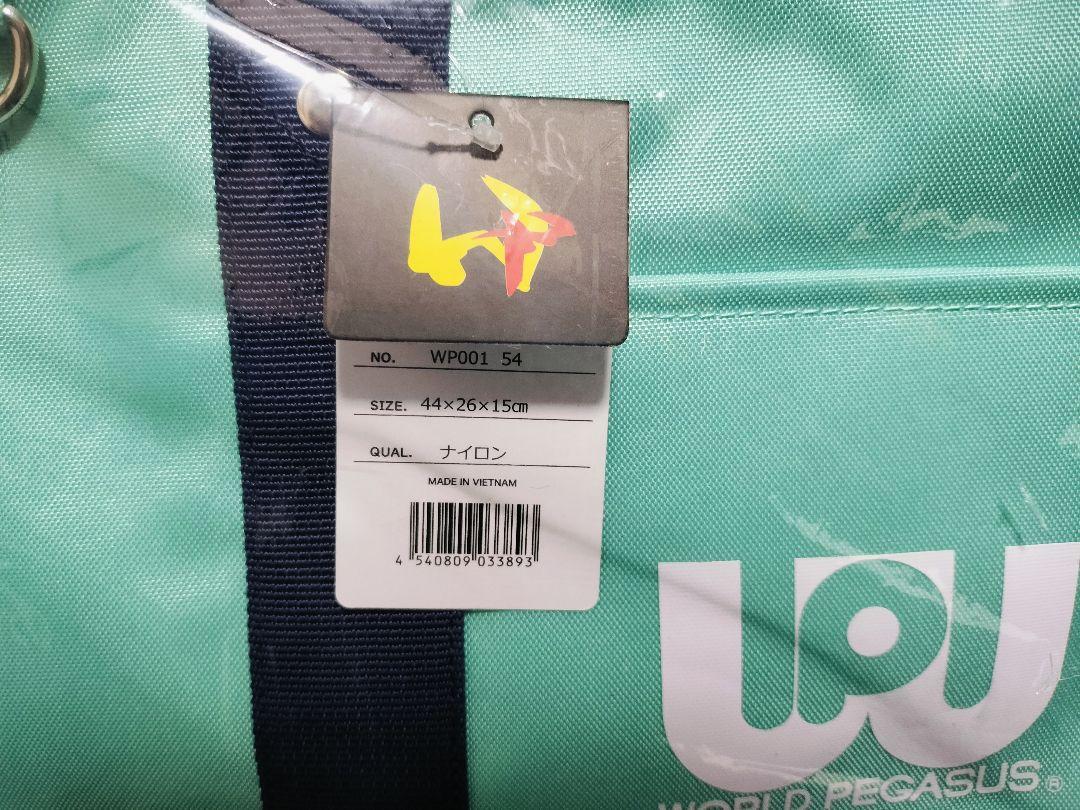 NO. WP001 54
SIZE. 44×26×15㎝
QUAL. ナイロン
MADE IN VIETNAM
4 540809 033893
WORLD PEGASUS®